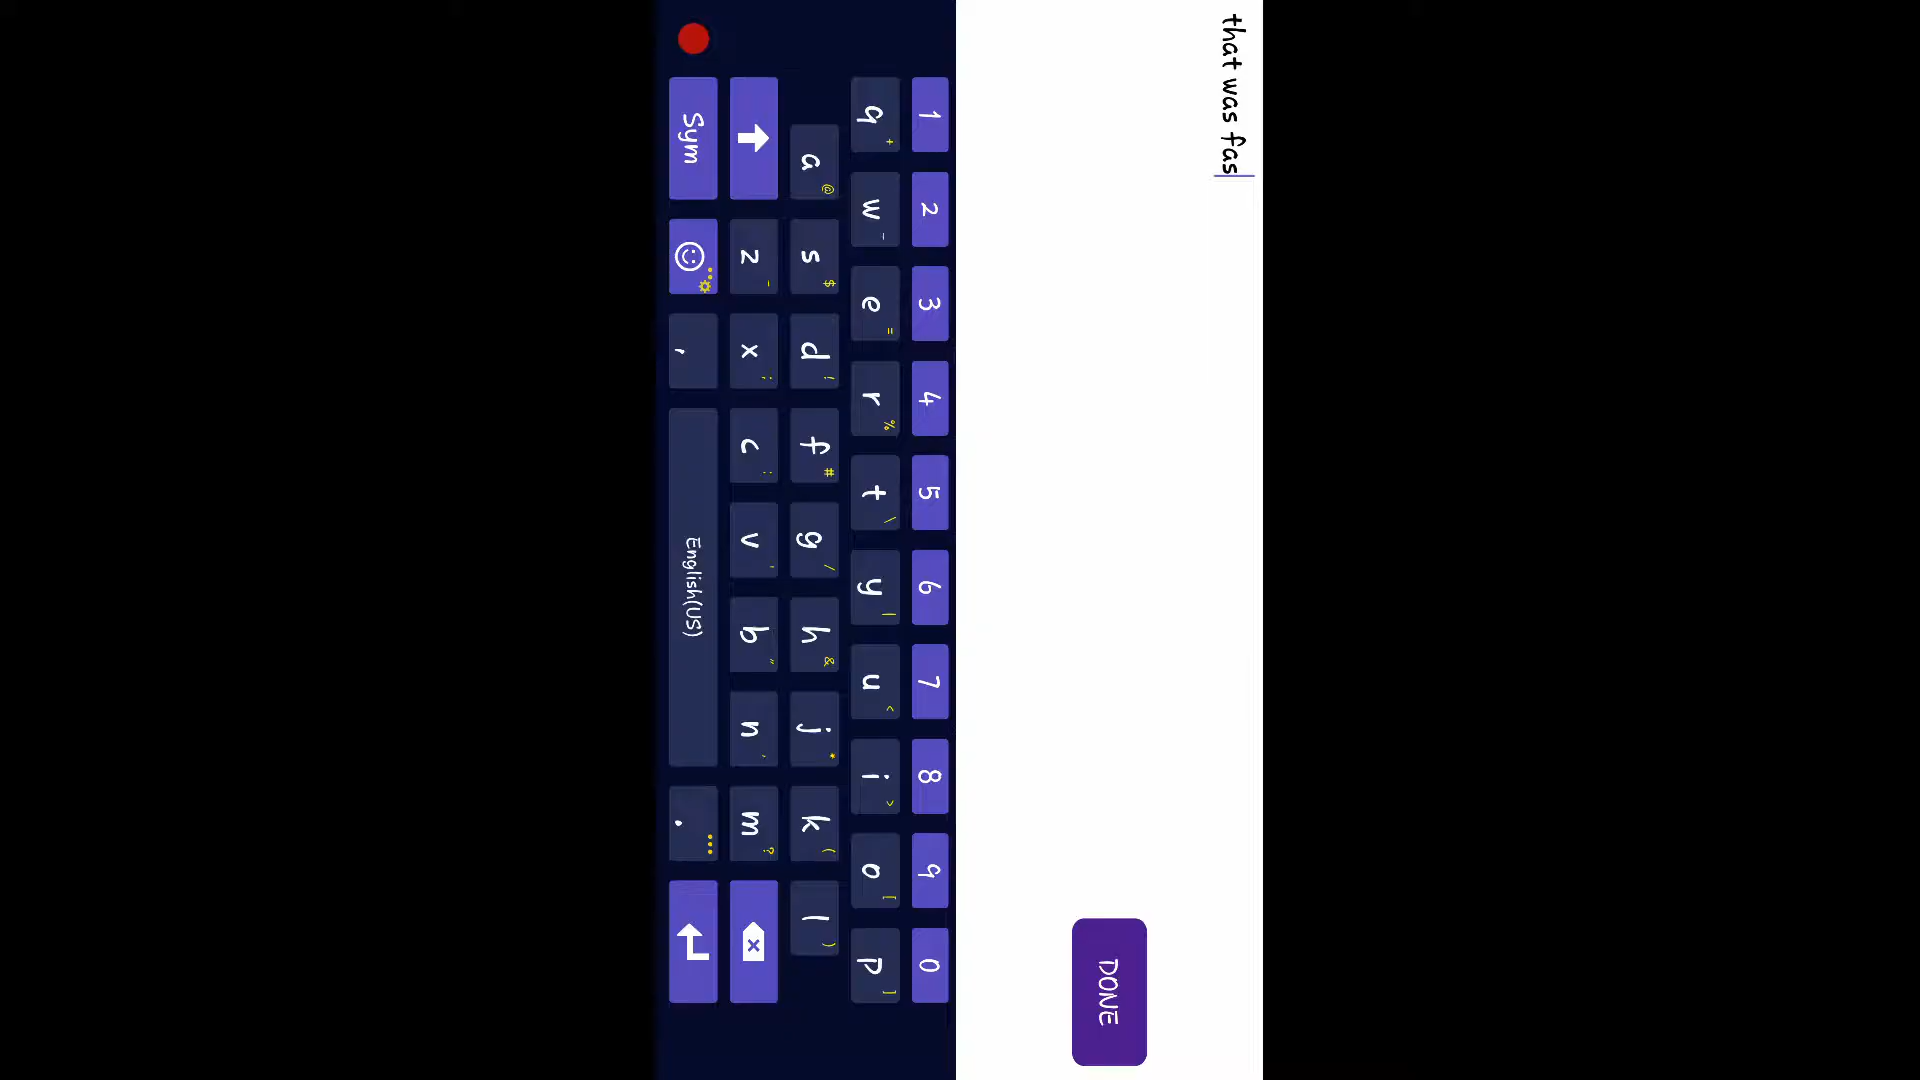 that was fas
DONE
1 2 3 4 5 6 7 8 9 0
q + w - e = r % t \ y | u < i > o [ p ]
a @ s $ d ! f # g / h & j * k ( l )
z x ; c : v ' b " n , m ?
Sym , English(US) .